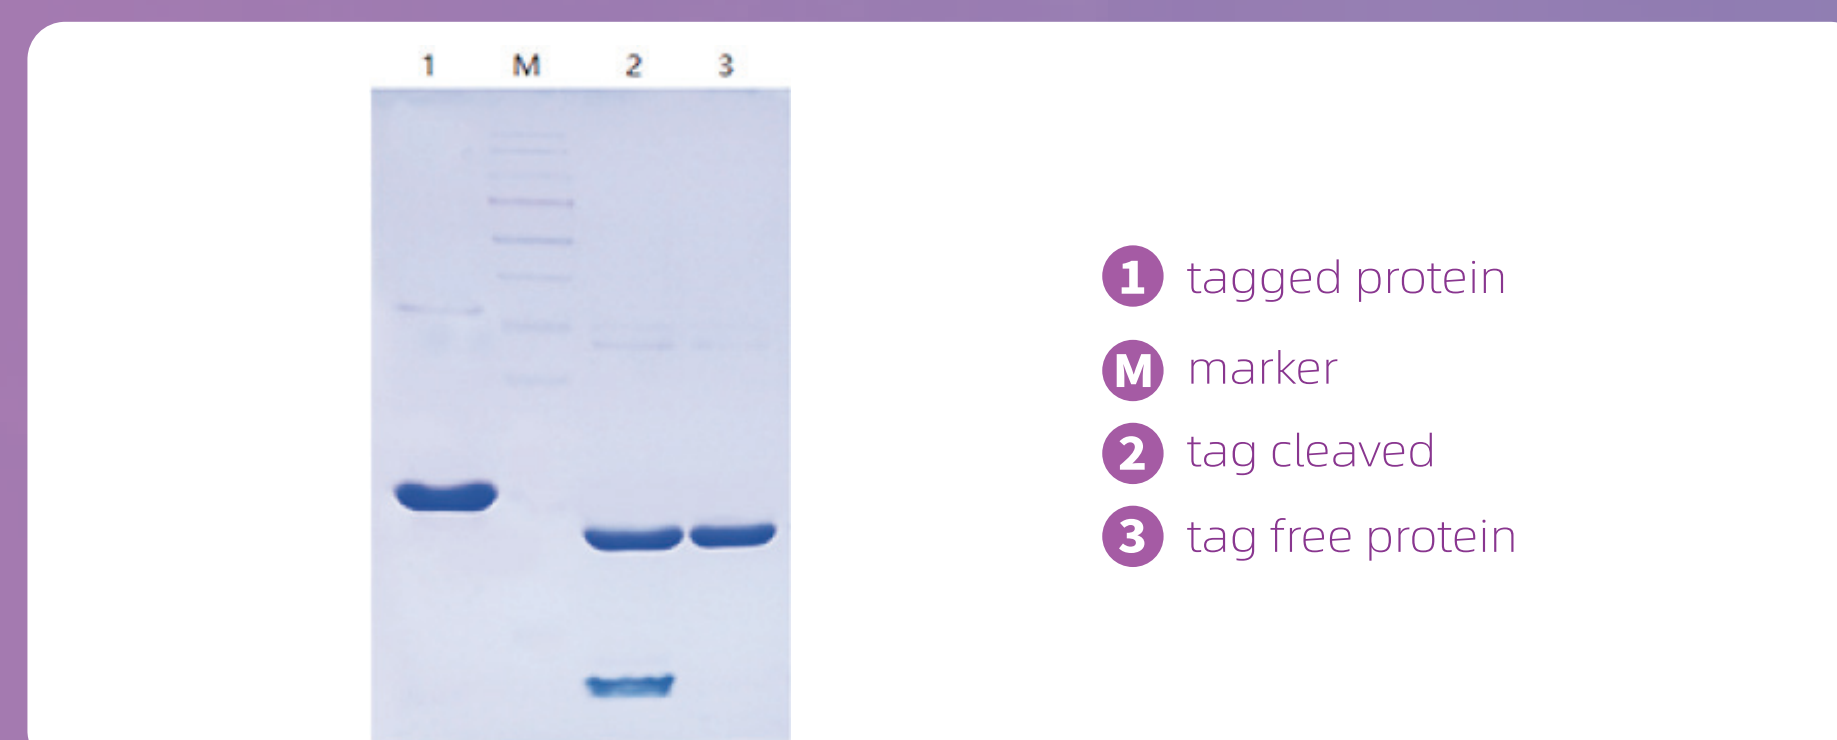 1 M 2 3
1 tagged protein
M marker
2 tag cleaved
3 tag free protein